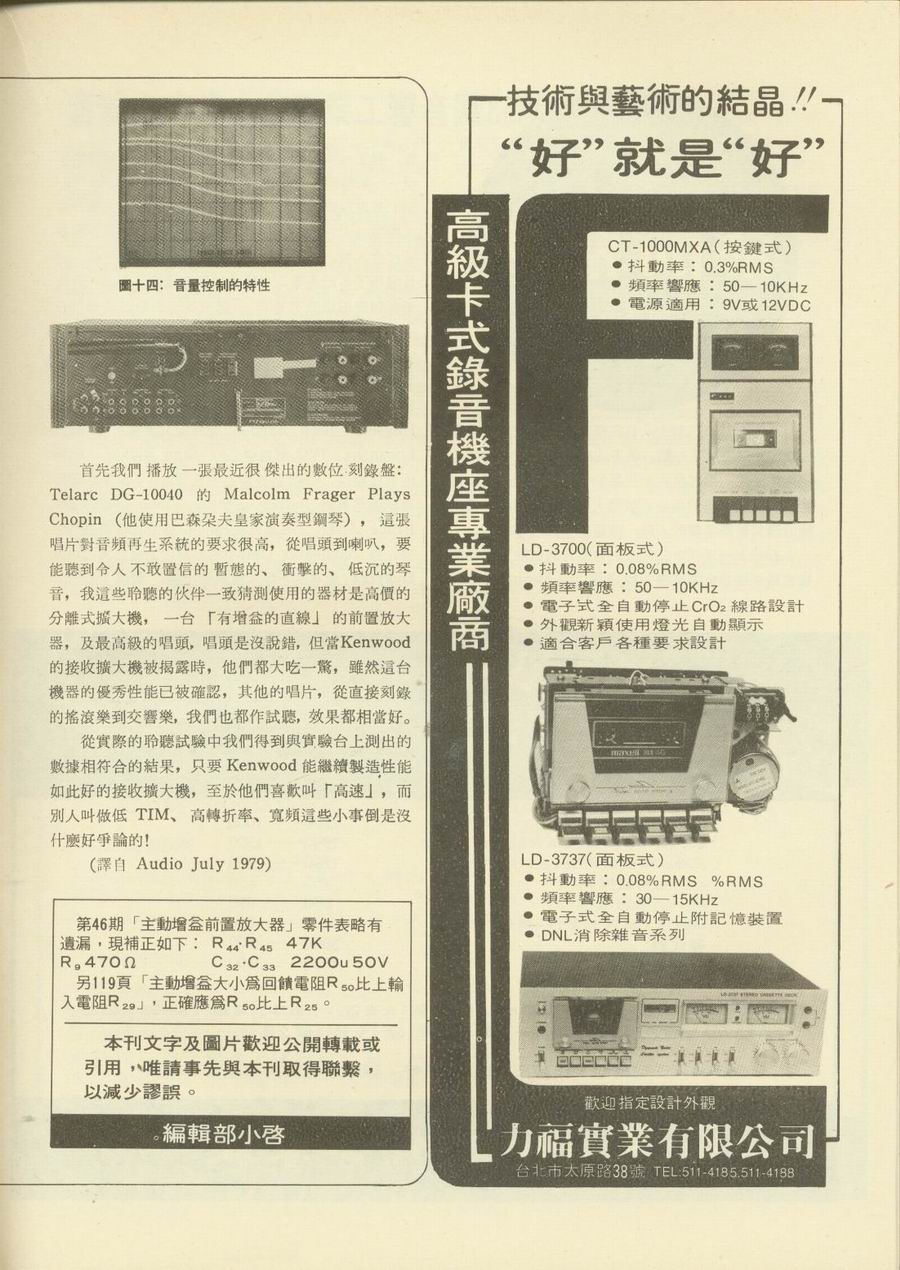 圖十四：音量控制的特性
首先我們播放一張最近很傑出的數位刻錄盤：
Telarc DG-10040 的 Malcolm Frager Plays
Chopin（他使用巴森朶夫皇家演奏型鋼琴），這張
唱片對音頻再生系統的要求很高，從唱頭到喇叭，要
能聽到令人不敢置信的暫態的、衝擊的、低沉的琴
音，我這些聆聽的伙伴一致猜測使用的器材是高價的
分離式擴大機，一台「有增益的直線」的前置放大
器，及最高級的唱頭，唱頭是沒說錯，但當Kenwood
的接收擴大機被揭露時，他們都大吃一驚，雖然這台
機器的優秀性能已被確認，其他的唱片，從直接刻錄
的搖滾樂到交響樂，我們也都作試聽，效果都相當好。
從實際的聆聽試驗中我們得到與實驗台上測出的
數據相符合的結果，只要 Kenwood 能繼續製造性能
如此好的接收擴大機，至於他們喜歡叫「高速」，而
別人叫做低 TIM、高轉折率、寬頻這些小事倒是沒
什麽好爭論的！
（譯自 Audio July 1979）
第46期「主動增益前置放大器」零件表略有
遺漏，現補正如下： R₄₄·R₄₅ 47K
R₉ 470Ω C₃₂·C₃₃ 2200u 50V
另119頁「主動增益大小爲回饋電阻R₅₀比上輸
入電阻R₂₉」，正確應爲R₅₀比上R₂₅。
本刊文字及圖片歡迎公開轉載或
引用，唯請事先與本刊取得聯繫，
以減少謬誤。
編輯部小啓
技術與藝術的結晶!!
“好”就是“好”
高級卡式錄音機座專業廠商
CT-1000MXA（按鍵式）
●抖動率：0.3%RMS
●頻率響應：50—10KHz
●電源適用：9V或12VDC
LD-3700(面板式)
●抖動率：0.08%RMS
●頻率響應：50—10KHz
●電子式全自動停止CrO₂線路設計
●外觀新穎使用燈光自動顯示
●適合客戶各種要求設計
maxell
LD-3737(面板式)
●抖動率：0.08%RMS %RMS
●頻率響應：30—15KHz
●電子式全自動停止附記憶裝置
●DNL消除雜音系列
LD-3737 STEREO CASSETTE DECK
歡迎指定設計外觀
力福實業有限公司
台北市太原路38號 TEL:511-4185.511-4188